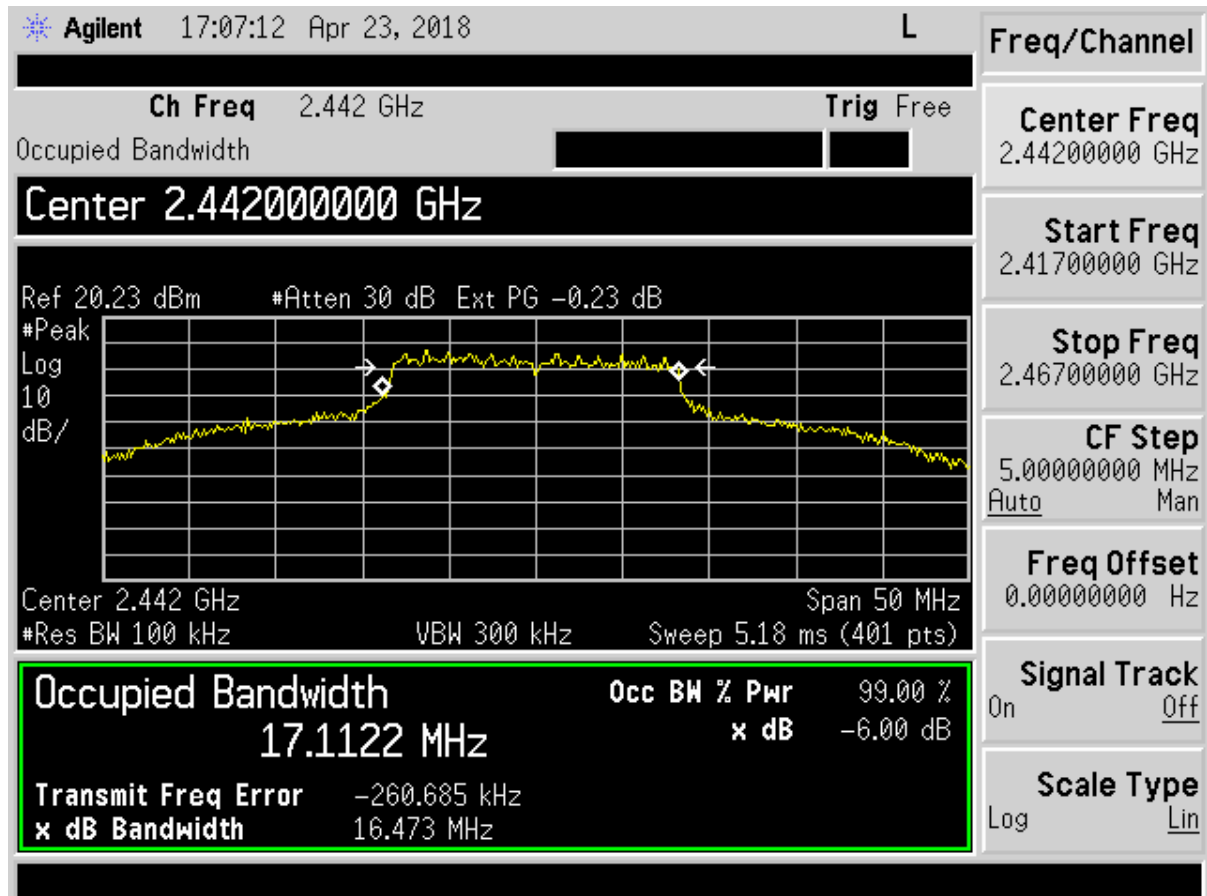 Agilent 17:07:12 Apr 23, 2018 L
Ch Freq 2.442 GHz Trig Free
Occupied Bandwidth
Center 2.442000000 GHz
Ref 20.23 dBm #Atten 30 dB Ext PG -0.23 dB
#Peak
Log
10
dB/
Center 2.442 GHz Span 50 MHz
#Res BW 100 kHz VBW 300 kHz Sweep 5.18 ms (401 pts)
Occupied Bandwidth Occ BW % Pwr 99.00 %
17.1122 MHz x dB -6.00 dB
Transmit Freq Error -260.685 kHz
x dB Bandwidth 16.473 MHz
Freq/Channel
Center Freq
2.44200000 GHz
Start Freq
2.41700000 GHz
Stop Freq
2.46700000 GHz
CF Step
5.00000000 MHz
Auto Man
Freq Offset
0.00000000 Hz
Signal Track
On Off
Scale Type
Log Lin